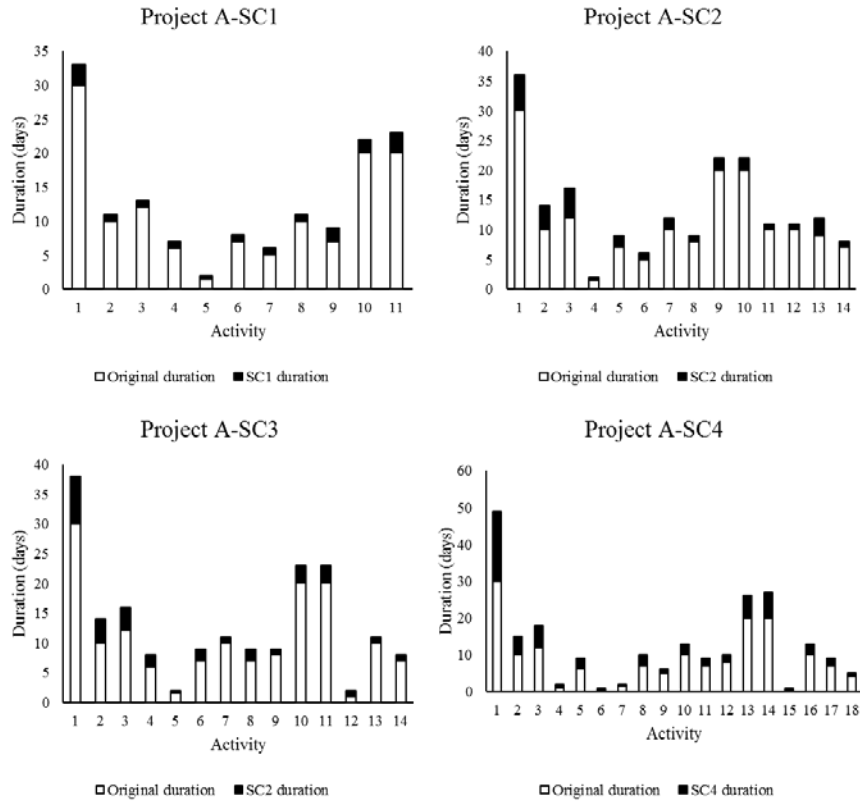 Project A-SC1
35
30
25
20
15
10
5
0
Duration (days)
1 2 3 4 5 6 7 8 9 10 11
Activity
Original duration SC1 duration
Project A-SC2
40
35
30
25
20
15
10
5
0
Duration (days)
1 2 3 4 5 6 7 8 9 10 11 12 13 14
Activity
Original duration SC2 duration
Project A-SC3
40
35
30
25
20
15
10
5
0
Duration (days)
1 2 3 4 5 6 7 8 9 10 11 12 13 14
Activity
Original duration SC2 duration
Project A-SC4
60
50
40
30
20
10
0
Duration (days)
1 2 3 4 5 6 7 8 9 10 11 12 13 14 15 16 17 18
Activity
Original duration SC4 duration